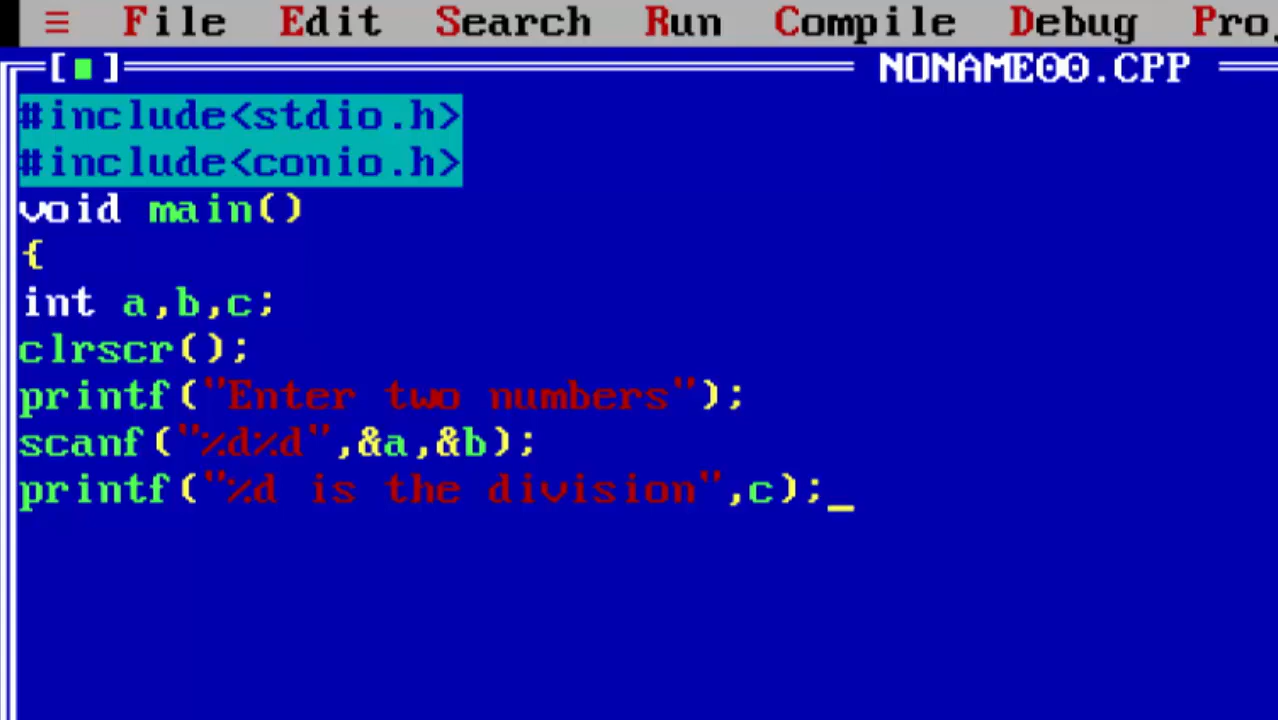 ≡ File Edit Search Run Compile Debug Pro
[■] NONAME00.CPP
#include<stdio.h>
#include<conio.h>
void main()
{
int a,b,c;
clrscr();
printf("Enter two numbers");
scanf("%d%d",&a,&b);
printf("%d is the division",c);_